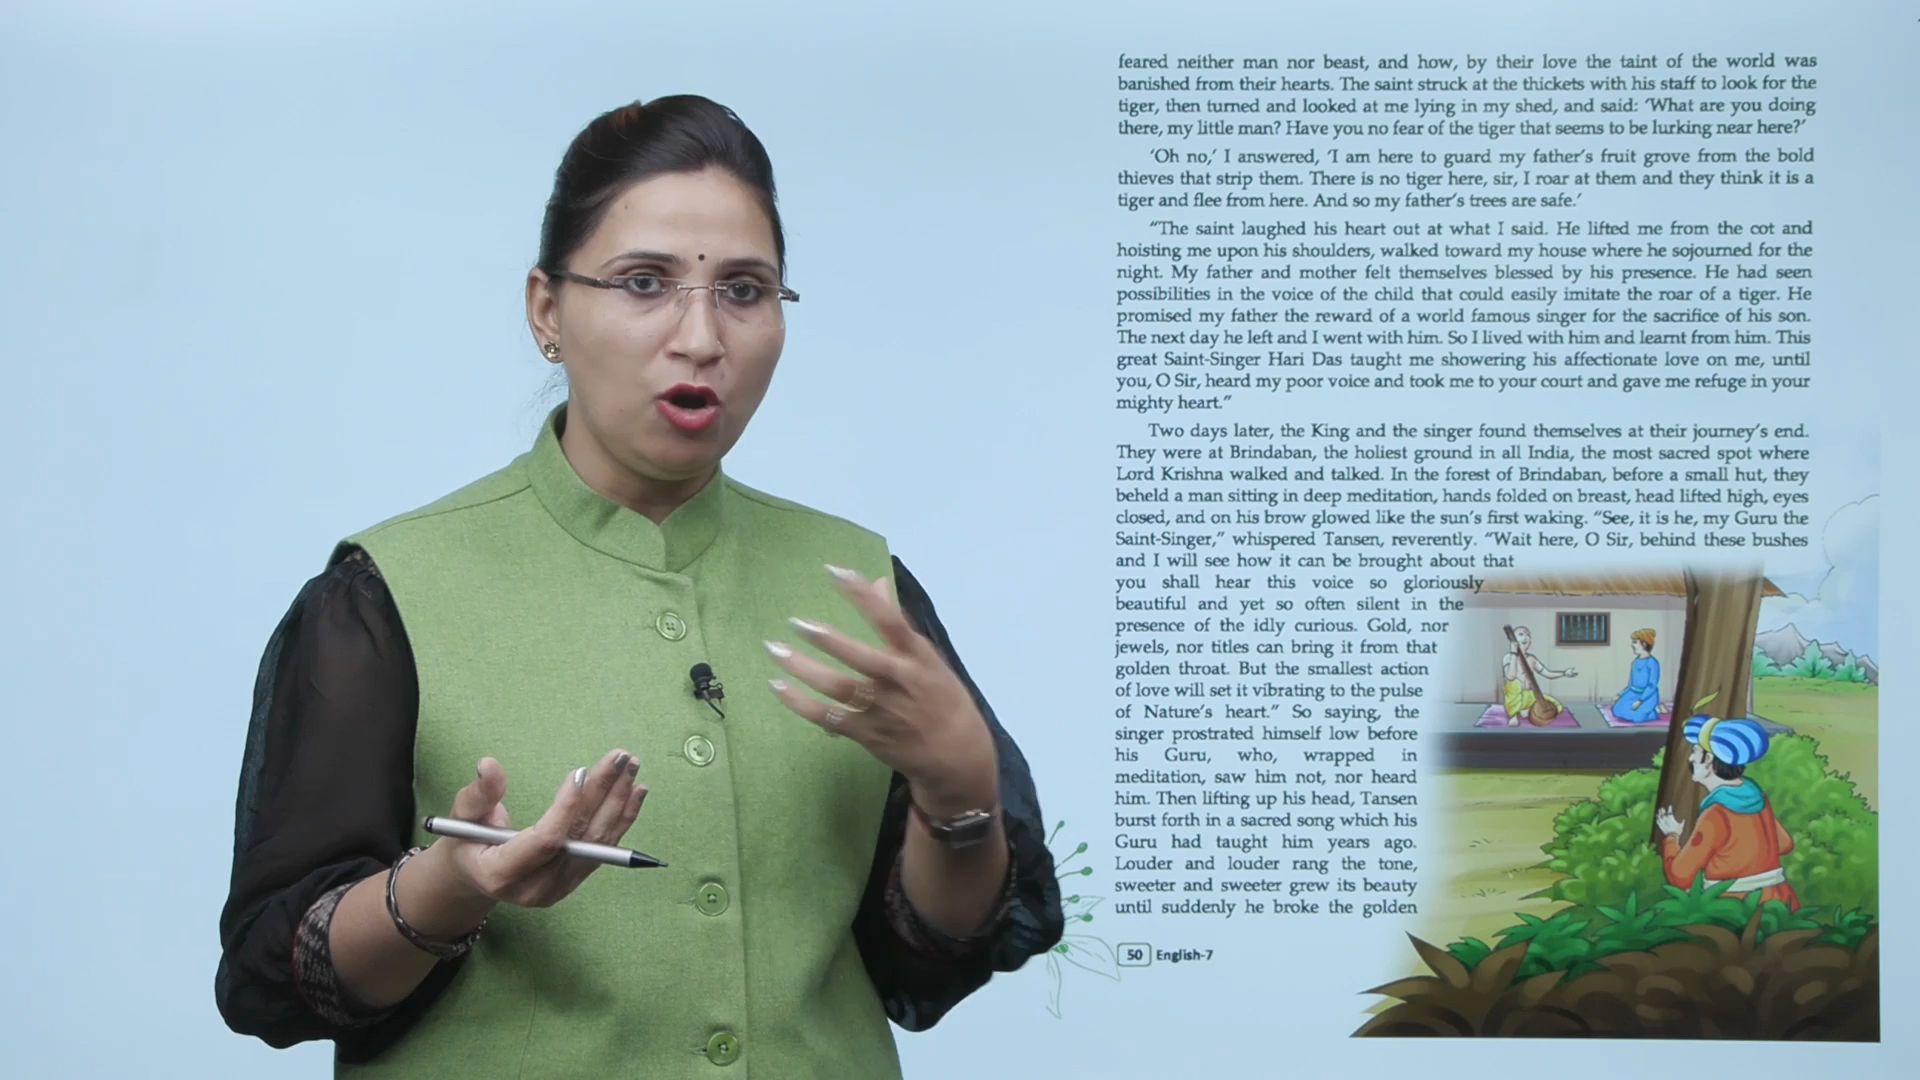 feared neither man nor beast, and how, by their love the taint of the world was
banished from their hearts. The saint struck at the thickets with his staff to look for the
tiger, then turned and looked at me lying in my shed, and said: ‘What are you doing
there, my little man? Have you no fear of the tiger that seems to be lurking near here?’
‘Oh no,’ I answered, ‘I am here to guard my father’s fruit grove from the bold
thieves that strip them. There is no tiger here, sir, I roar at them and they think it is a
tiger and flee from here. And so my father’s trees are safe.’
“The saint laughed his heart out at what I said. He lifted me from the cot and
hoisting me upon his shoulders, walked toward my house where he sojourned for the
night. My father and mother felt themselves blessed by his presence. He had seen
possibilities in the voice of the child that could easily imitate the roar of a tiger. He
promised my father the reward of a world famous singer for the sacrifice of his son.
The next day he left and I went with him. So I lived with him and learnt from him. This
great Saint-Singer Hari Das taught me showering his affectionate love on me, until
you, O Sir, heard my poor voice and took me to your court and gave me refuge in your
mighty heart.”
Two days later, the King and the singer found themselves at their journey’s end.
They were at Brindaban, the holiest ground in all India, the most sacred spot where
Lord Krishna walked and talked. In the forest of Brindaban, before a small hut, they
beheld a man sitting in deep meditation, hands folded on breast, head lifted high, eyes
closed, and on his brow glowed like the sun’s first waking. “See, it is he, my Guru the
Saint-Singer,” whispered Tansen, reverently. “Wait here, O Sir, behind these bushes
and I will see how it can be brought about that
you shall hear this voice so gloriously
beautiful and yet so often silent in the
presence of the idly curious. Gold, nor
jewels, nor titles can bring it from that
golden throat. But the smallest action
of love will set it vibrating to the pulse
of Nature’s heart.” So saying, the
singer prostrated himself low before
his Guru, who, wrapped in
meditation, saw him not, nor heard
him. Then lifting up his head, Tansen
burst forth in a sacred song which his
Guru had taught him years ago.
Louder and louder rang the tone,
sweeter and sweeter grew its beauty
until suddenly he broke the golden
50 English-7